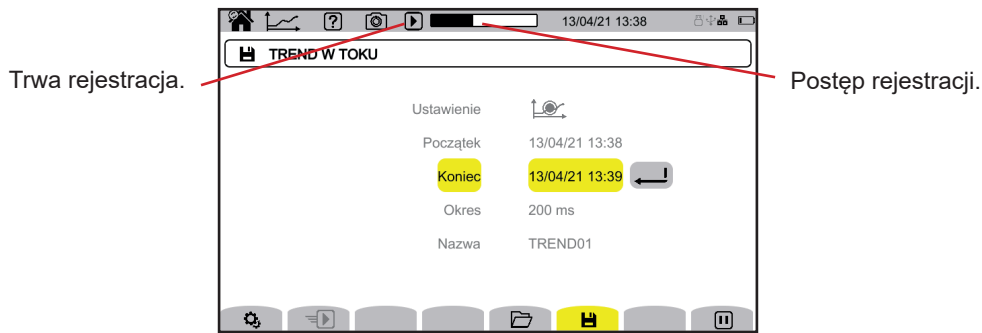 13/04/21 13:38
TREND W TOKU
Trwa rejestracja.
Postęp rejestracji.
Ustawienie
Początek 13/04/21 13:38
Koniec 13/04/21 13:39
Okres 200 ms
Nazwa TREND01